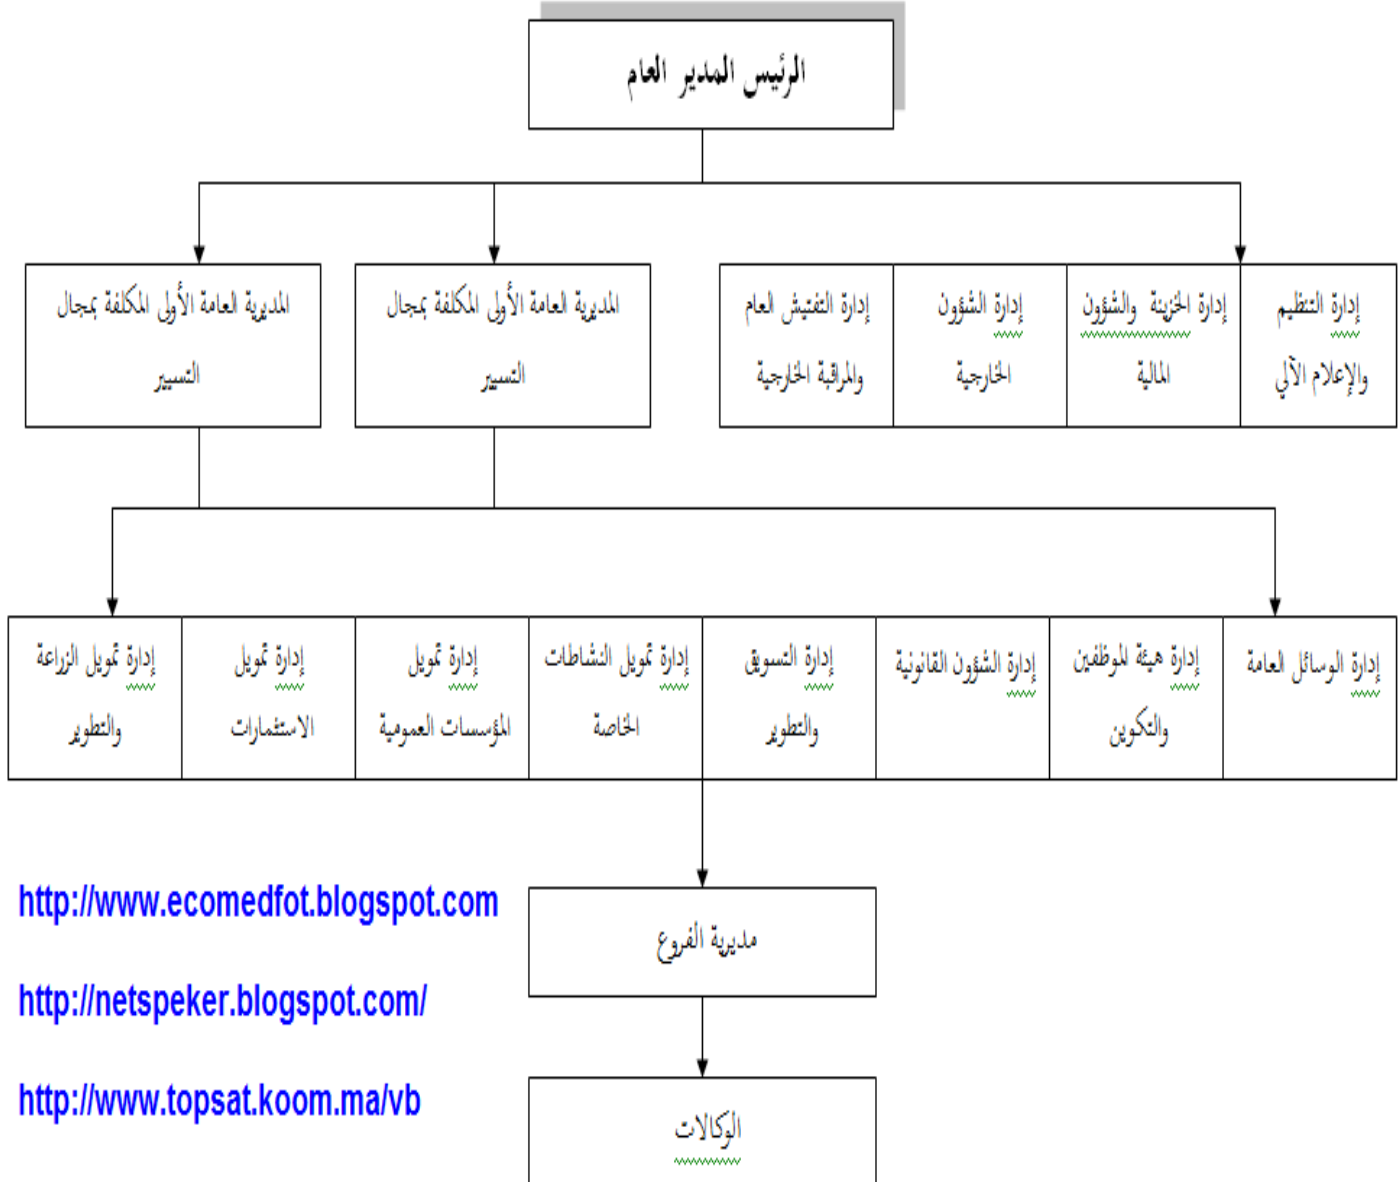 الرئيس المدير العام
إدارة التنظيم
والإعلام الآلي
إدارة الخزينة والشؤون
المالية
إدارة الشؤون
الخارجية
إدارة التفتيش العام
والمراقبة الخارجية
المديرية العامة الأولى المكلفة بمجال
التسيير
المديرية العامة الأولى المكلفة بمجال
التسيير
إدارة الوسائل العامة
إدارة هيئة الموظفين
والتكوين
إدارة الشؤون القانونية
إدارة التسويق
والتطوير
إدارة تمويل النشاطات
الخاصة
إدارة تمويل
المؤسسات العمومية
إدارة تمويل
الاستثمارات
إدارة تمويل الزراعة
والتطوير
مديرية الفروع
الوكالات
http://www.ecomedfot.blogspot.com
http://netspeker.blogspot.com/
http://www.topsat.koom.ma/vb